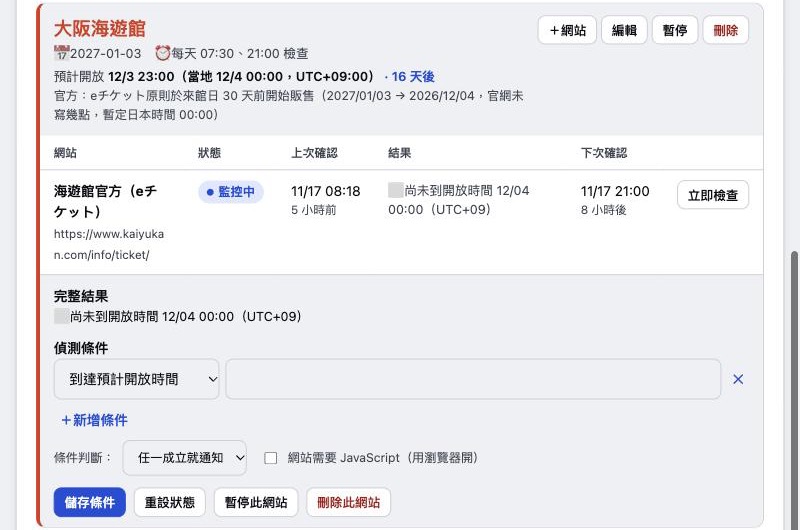 大阪海遊館
＋網站
編輯
暫停
刪除
📅2027-01-03 ⏰每天 07:30、21:00 檢查
預計開放 12/3 23:00（當地 12/4 00:00，UTC+09:00） · 16 天後
官方：eチケット原則於來館日 30 天前開始販售（2027/01/03 → 2026/12/04，官網未
寫幾點，暫定日本時間 00:00）
網站 狀態 上次確認 結果 下次確認
海遊館官方（eチ
ケット）
https://www.kaiyuka
n.com/info/ticket/
監控中
11/17 08:18
5 小時前
尚未到開放時間 12/04
00:00（UTC+09）
11/17 21:00
8 小時後
立即檢查
完整結果
尚未到開放時間 12/04 00:00（UTC+09）
偵測條件
到達預計開放時間
＋新增條件
條件判斷：
任一成立就通知
網站需要 JavaScript（用瀏覽器開）
儲存條件
重設狀態
暫停此網站
刪除此網站